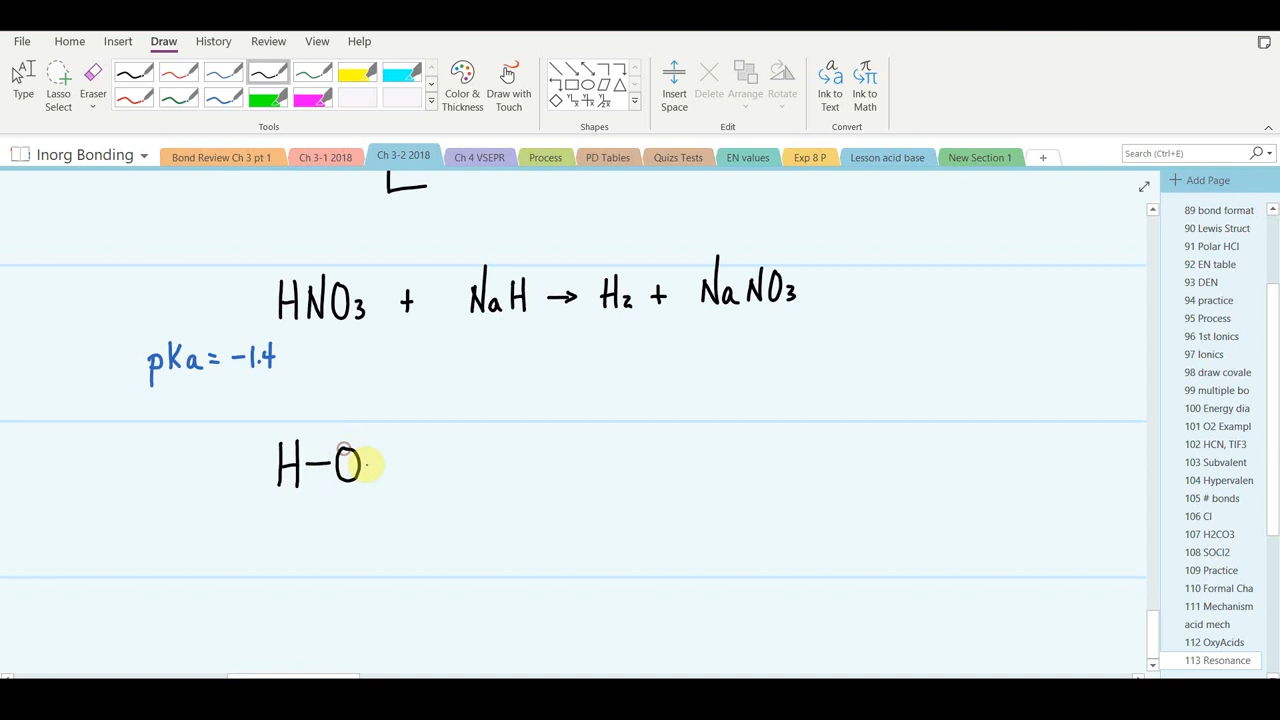 File Home Insert Draw History Review View Help
Type
Lasso Select
Eraser
Color & Thickness
Draw with Touch
Insert Space
Delete
Arrange
Rotate
Ink to Text
Ink to Math
Tools
Shapes
Edit
Convert
Inorg Bonding
Bond Review Ch 3 pt 1
Ch 3-1 2018
Ch 3-2 2018
Ch 4 VSEPR
Process
PD Tables
Quizs Tests
EN values
Exp 8 P
Lesson acid base
New Section 1
Search (Ctrl+E)
Add Page
HNO3 + NaH → H2 + NaNO3
pKa = -1.4
H-O
89 bond format
90 Lewis Struct
91 Polar HCl
92 EN table
93 DEN
94 practice
95 Process
96 1st Ionics
97 Ionics
98 draw covale
99 multiple bo
100 Energy dia
101 O2 Exampl
102 HCN, TIF3
103 Subvalent
104 Hypervalen
105 # bonds
106 Cl
107 H2CO3
108 SOCl2
109 Practice
110 Formal Cha
111 Mechanism
acid mech
112 OxyAcids
113 Resonance